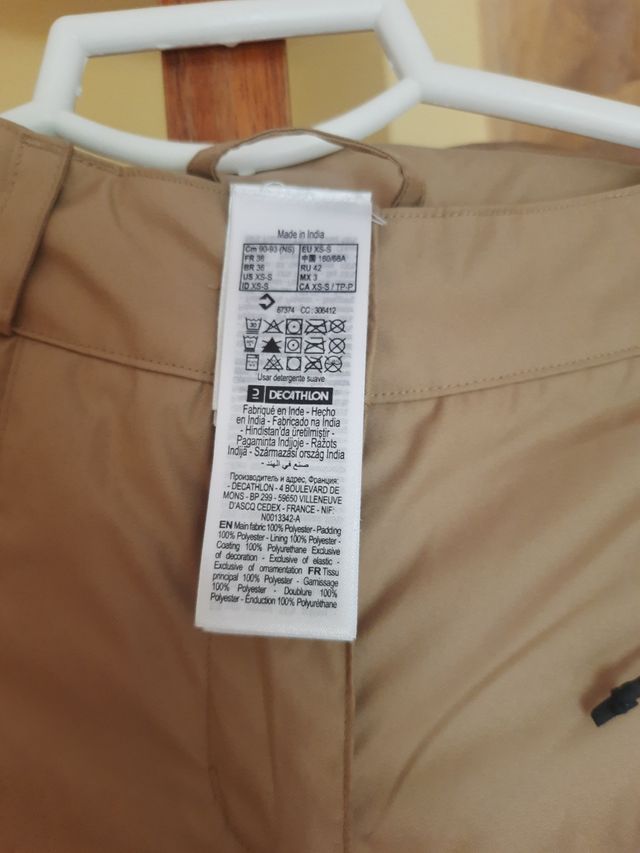 Made in India
Cm 90-93 (NS) EU XS-S
FR 36 中国 160/66A
BR 36 RU 42
US XS-S MX 3
ID XS-S CA XS-S / TP-P
67374 CC: 306412
30
Usar detergente suave
DECATHLON
Fabriqué en Inde - Hecho
en India - Fabricado na Índia
- Hindistan'da üretilmiştir -
Pagaminta Indijoje - Ražots
Indijā - Származási ország India
صنع في الهند -
Производитель и адрес, Франция:
- DECATHLON - 4 BOULEVARD DE
MONS - BP 299 - 59650 VILLENEUVE
D'ASCQ CEDEX - FRANCE - NIF:
N0013342-A
EN Main fabric 100% Polyester - Padding
100% Polyester - Lining 100% Polyester -
Coating 100% Polyurethane Exclusive
of decoration - Exclusive of elastic -
Exclusive of ornamentation FR Tissu
principal 100% Polyester - Garnissage
100% Polyester - Doublure 100%
Polyester - Enduction 100% Polyuréthane